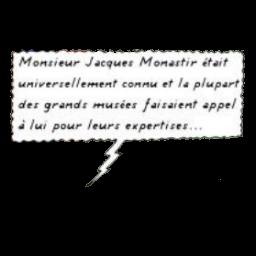 Monsieur Jacques Monastir était
universellement connu et la plupart
des grands musées faisaient appel
à lui pour leurs expertises...